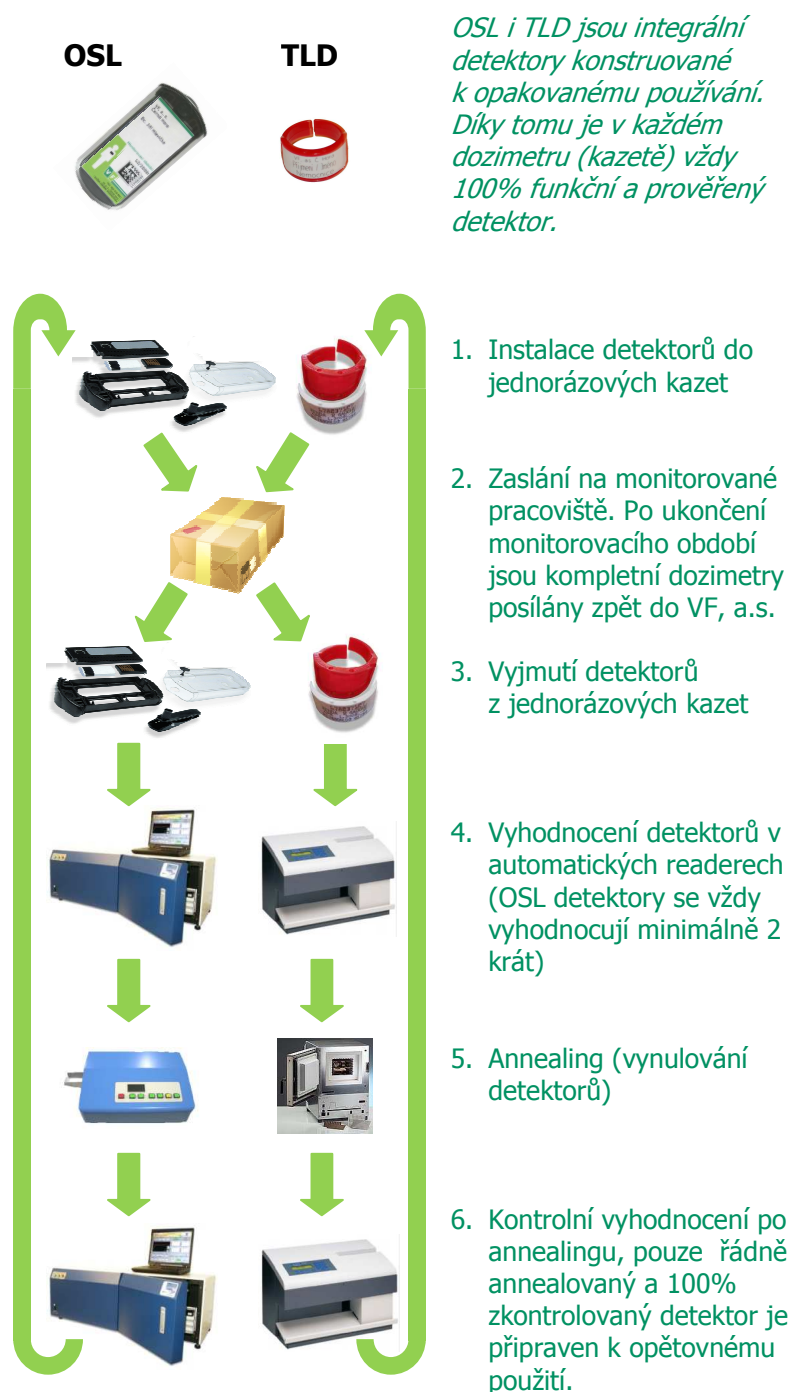 OSL
TLD
OSL i TLD jsou integrální
detektory konstruované
k opakovanému používání.
Díky tomu je v každém
dozimetru (kazetě) vždy
100% funkční a prověřený
detektor.
1. Instalace detektorů do
jednorázových kazet
2. Zaslání na monitorované
pracoviště. Po ukončení
monitorovacího období
jsou kompletní dozimetry
posílány zpět do VF, a.s.
3. Vyjmutí detektorů
z jednorázových kazet
4. Vyhodnocení detektorů v
automatických readerech
(OSL detektory se vždy
vyhodnocují minimálně 2
krát)
5. Annealing (vynulování
detektorů)
6. Kontrolní vyhodnocení po
annealingu, pouze  řádně
annealovaný a 100%
zkontrolovaný detektor je
připraven k opětovnému
použití.